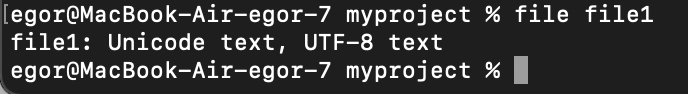 [egor@MacBook-Air-egor-7 myproject % file file1
file1: Unicode text, UTF-8 text
egor@MacBook-Air-egor-7 myproject %